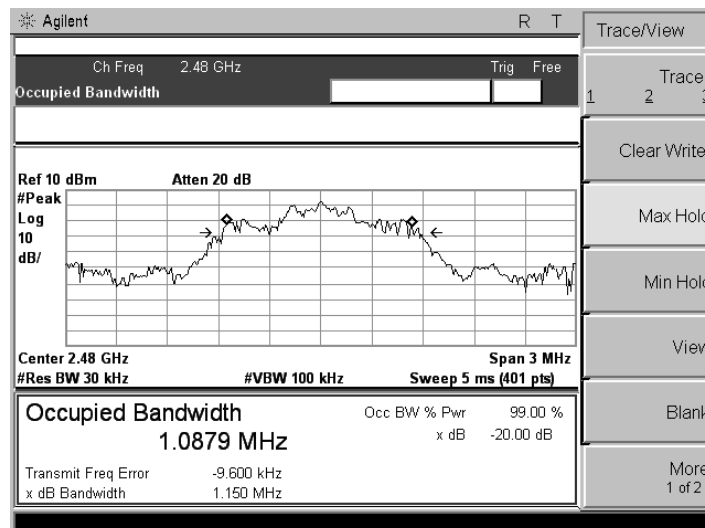 Agilent R T
Ch Freq 2.48 GHz Trig Free
Occupied Bandwidth
Ref 10 dBm Atten 20 dB
#Peak
Log
10
dB/
Center 2.48 GHz Span 3 MHz
#Res BW 30 kHz #VBW 100 kHz Sweep 5 ms (401 pts)
Occupied Bandwidth Occ BW % Pwr 99.00 %
1.0879 MHz x dB -20.00 dB
Transmit Freq Error -9.600 kHz
x dB Bandwidth 1.150 MHz
Trace/View
Trace
1 2
Clear Write
Max Hold
Min Hold
View
Blank
More
1 of 2